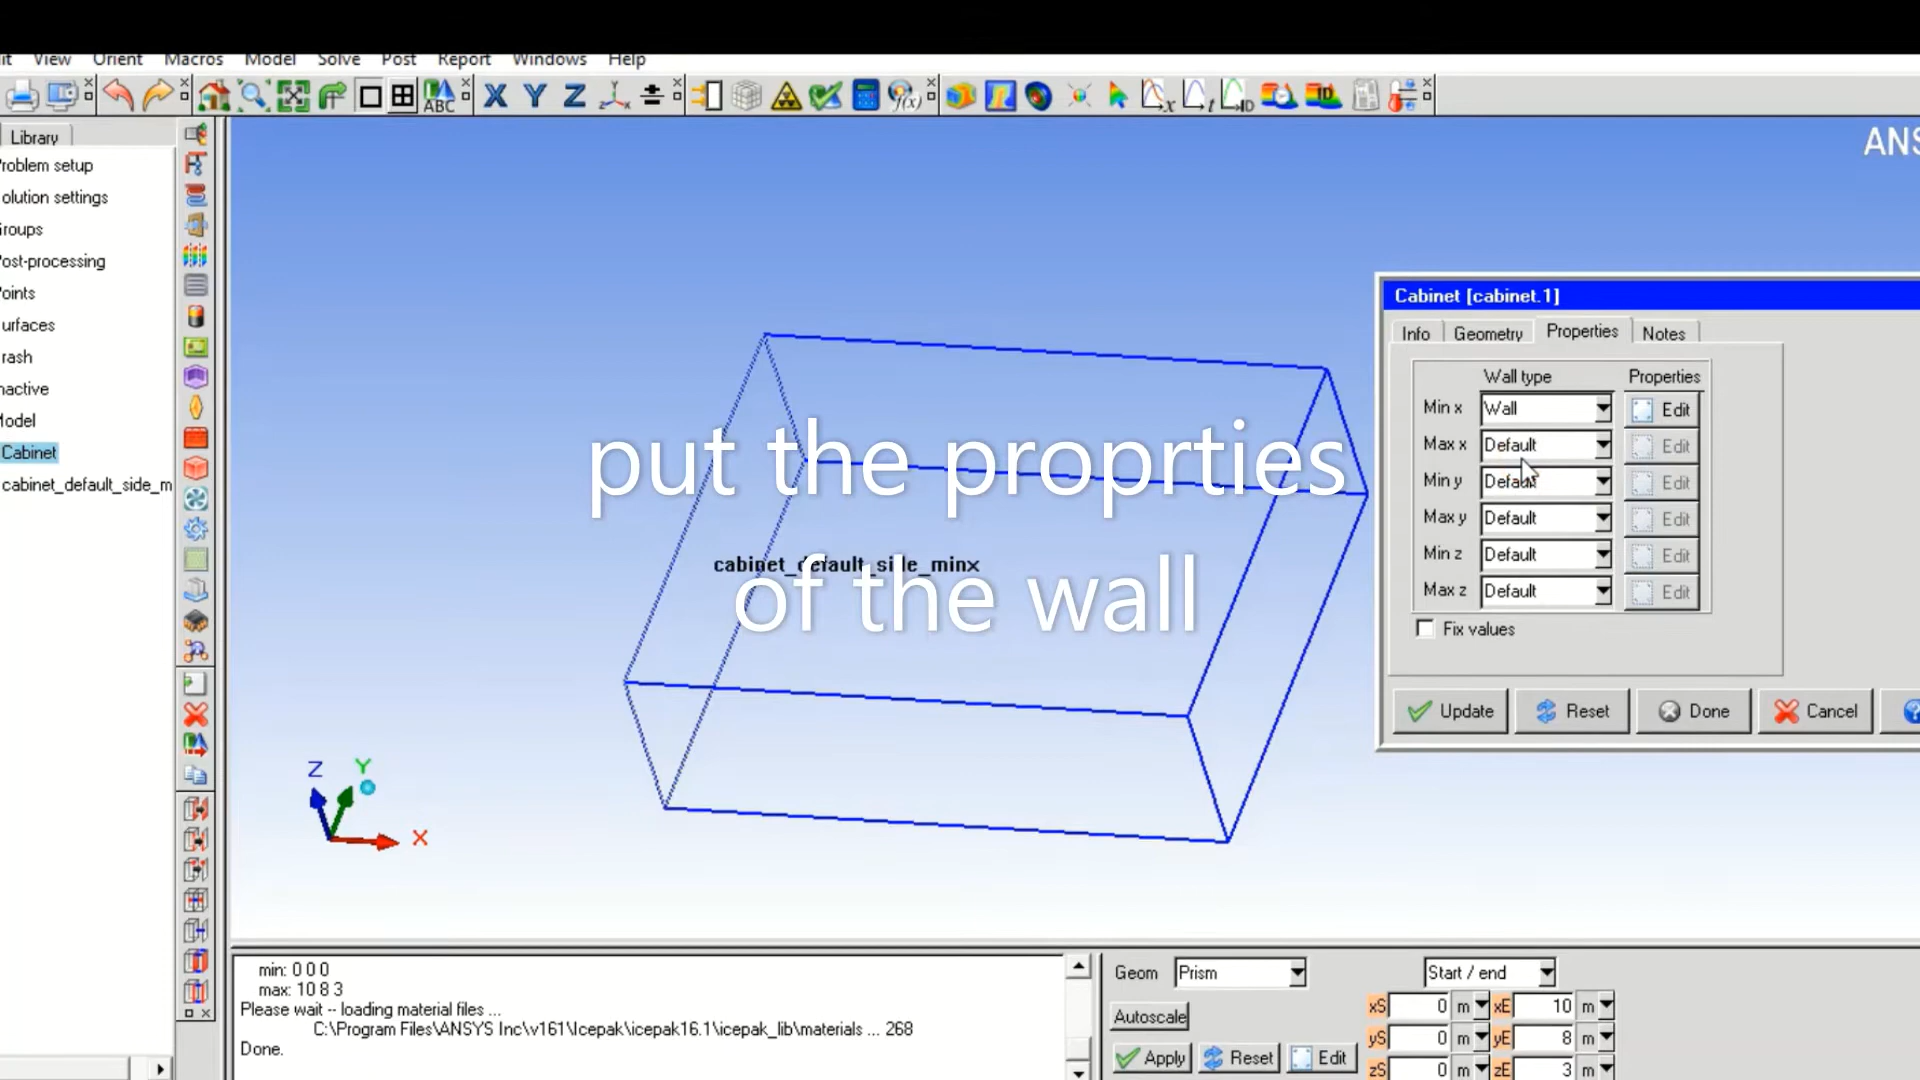 it View Orient Macros Model Solve Post Report Windows Help
ABC X Y Z
Library
roblem setup
olution settings
roups
ost-processing
oints
urfaces
rash
nactive
odel
Cabinet
cabinet_default_side_m
ANS
put the proprties
of the wall
cabinet_default_side_minx
Z Y X
Cabinet [cabinet.1]
Info Geometry Properties Notes
Wall type Properties
Min x Wall Edit
Max x Default Edit
Min y Default Edit
Max y Default Edit
Min z Default Edit
Max z Default Edit
Fix values
Update Reset Done Cancel
min: 0 0 0
max: 10 8 3
Please wait -- loading material files ...
C:\Program Files\ANSYS Inc\v161\Icepak\icepak16.1\icepak_lib\materials ... 268
Done.
Geom Prism Start / end
Autoscale
Apply Reset Edit
xS 0 m xE 10 m
yS 0 m yE 8 m
zS 0 m zE 3 m